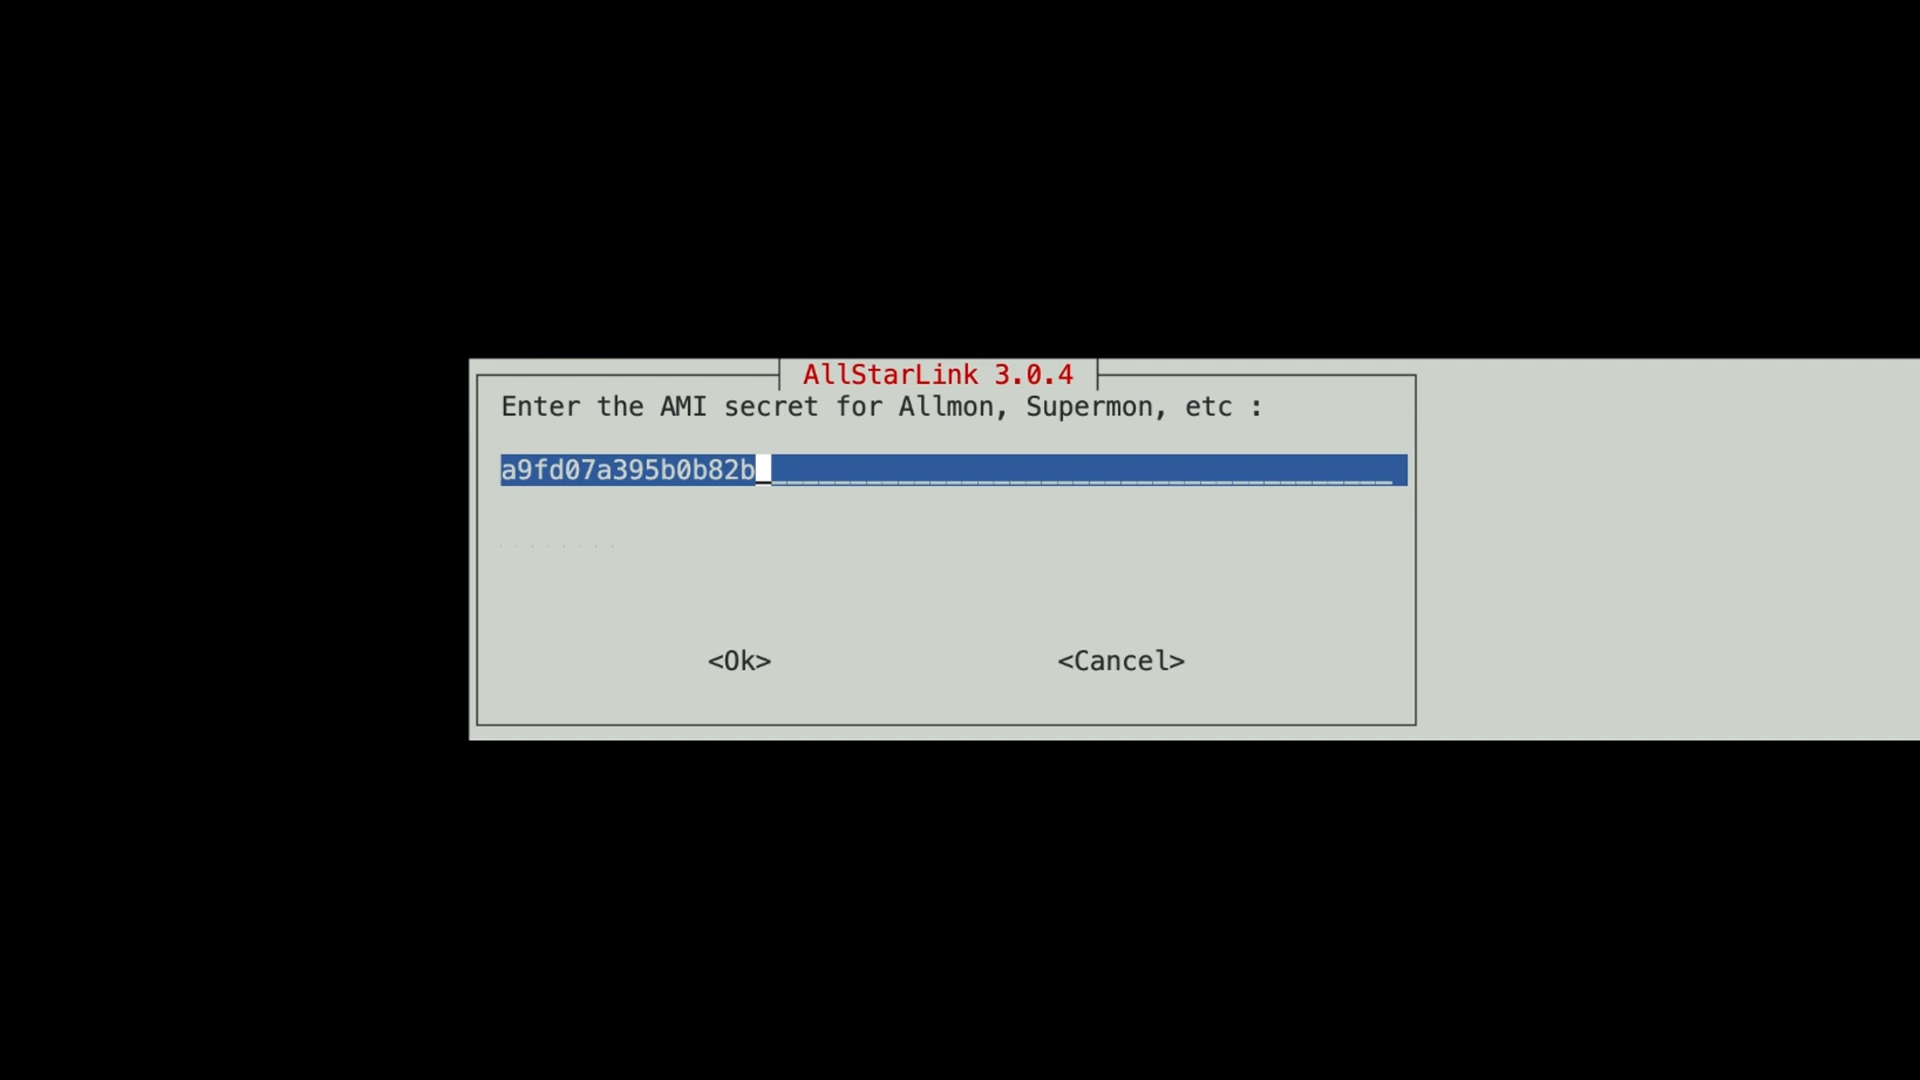 AllStarLink 3.0.4
Enter the AMI secret for Allmon, Supermon, etc :
a9fd07a395b0b82b
<Ok> <Cancel>